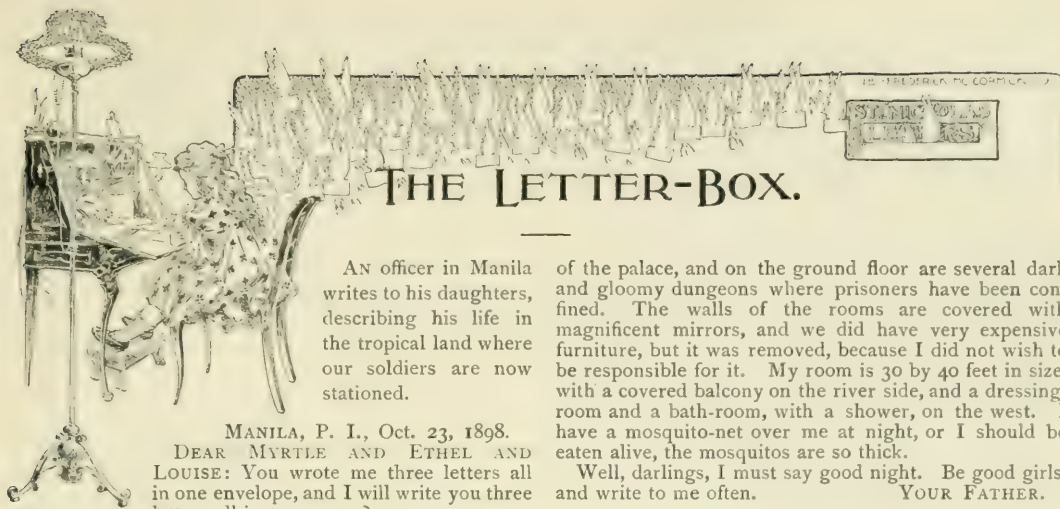 ST. NICHOLAS
LETTERS
THE LETTER-BOX.
AN officer in Manila
writes to his daughters,
describing his life in
the tropical land where
our soldiers are now
stationed.
MANILA, P. I., Oct. 23, 1898.
DEAR MYRTLE AND ETHEL AND
LOUISE: You wrote me three letters all
in one envelope, and I will write you three
of the palace, and on the ground floor are several dar
and gloomy dungeons where prisoners have been con
fined. The walls of the rooms are covered wit
magnificent mirrors, and we did have very expensiv
furniture, but it was removed, because I did not wish t
be responsible for it. My room is 30 by 40 feet in size
with a covered balcony on the river side, and a dressing
room and a bath-room, with a shower, on the west.
have a mosquito-net over me at night, or I should b
eaten alive, the mosquitos are so thick.
Well, darlings, I must say good night. Be good girls
and write to me often. YOUR FATHER.